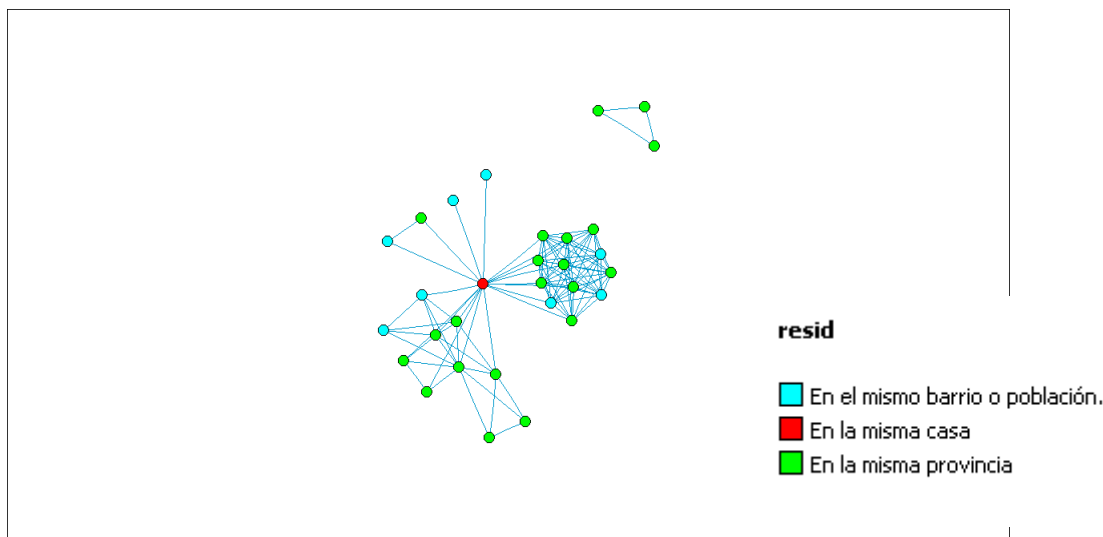 resid
En el mismo barrio o población.
En la misma casa
En la misma provincia